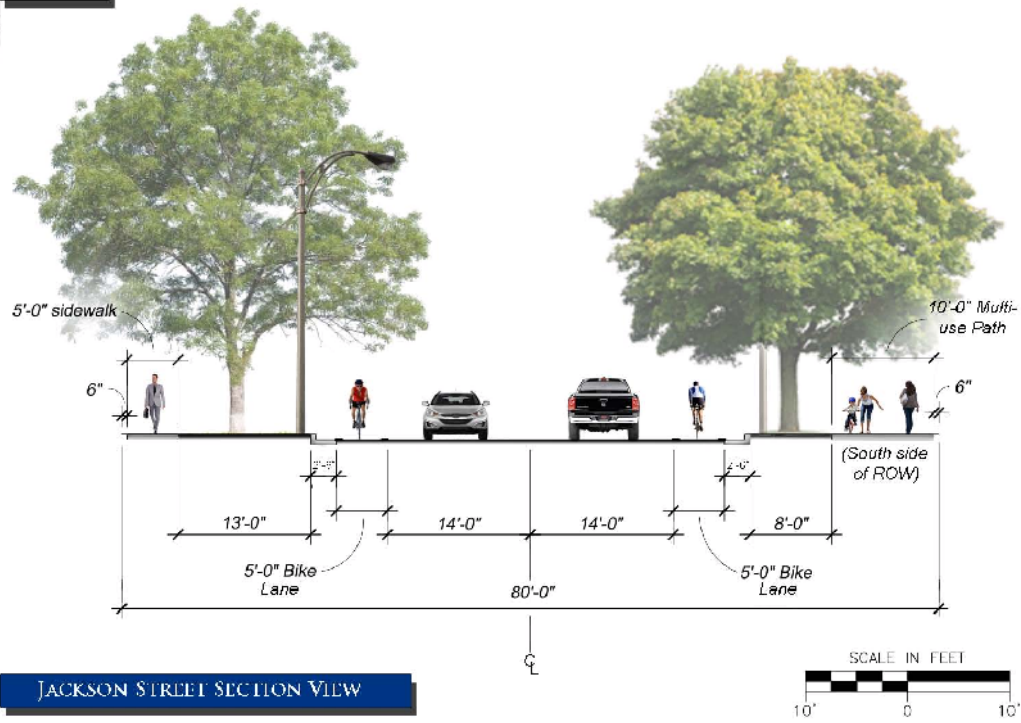 5'-0" sidewalk
10'-0" Multi-
use Path
6"
6"
(South side
of ROW)
2'-6"
13'-0"
14'-0"
14'-0"
8'-0"
5'-0" Bike
Lane
5'-0" Bike
Lane
80'-0"
CL
SCALE IN FEET
10' 0 10'
JACKSON STREET SECTION VIEW